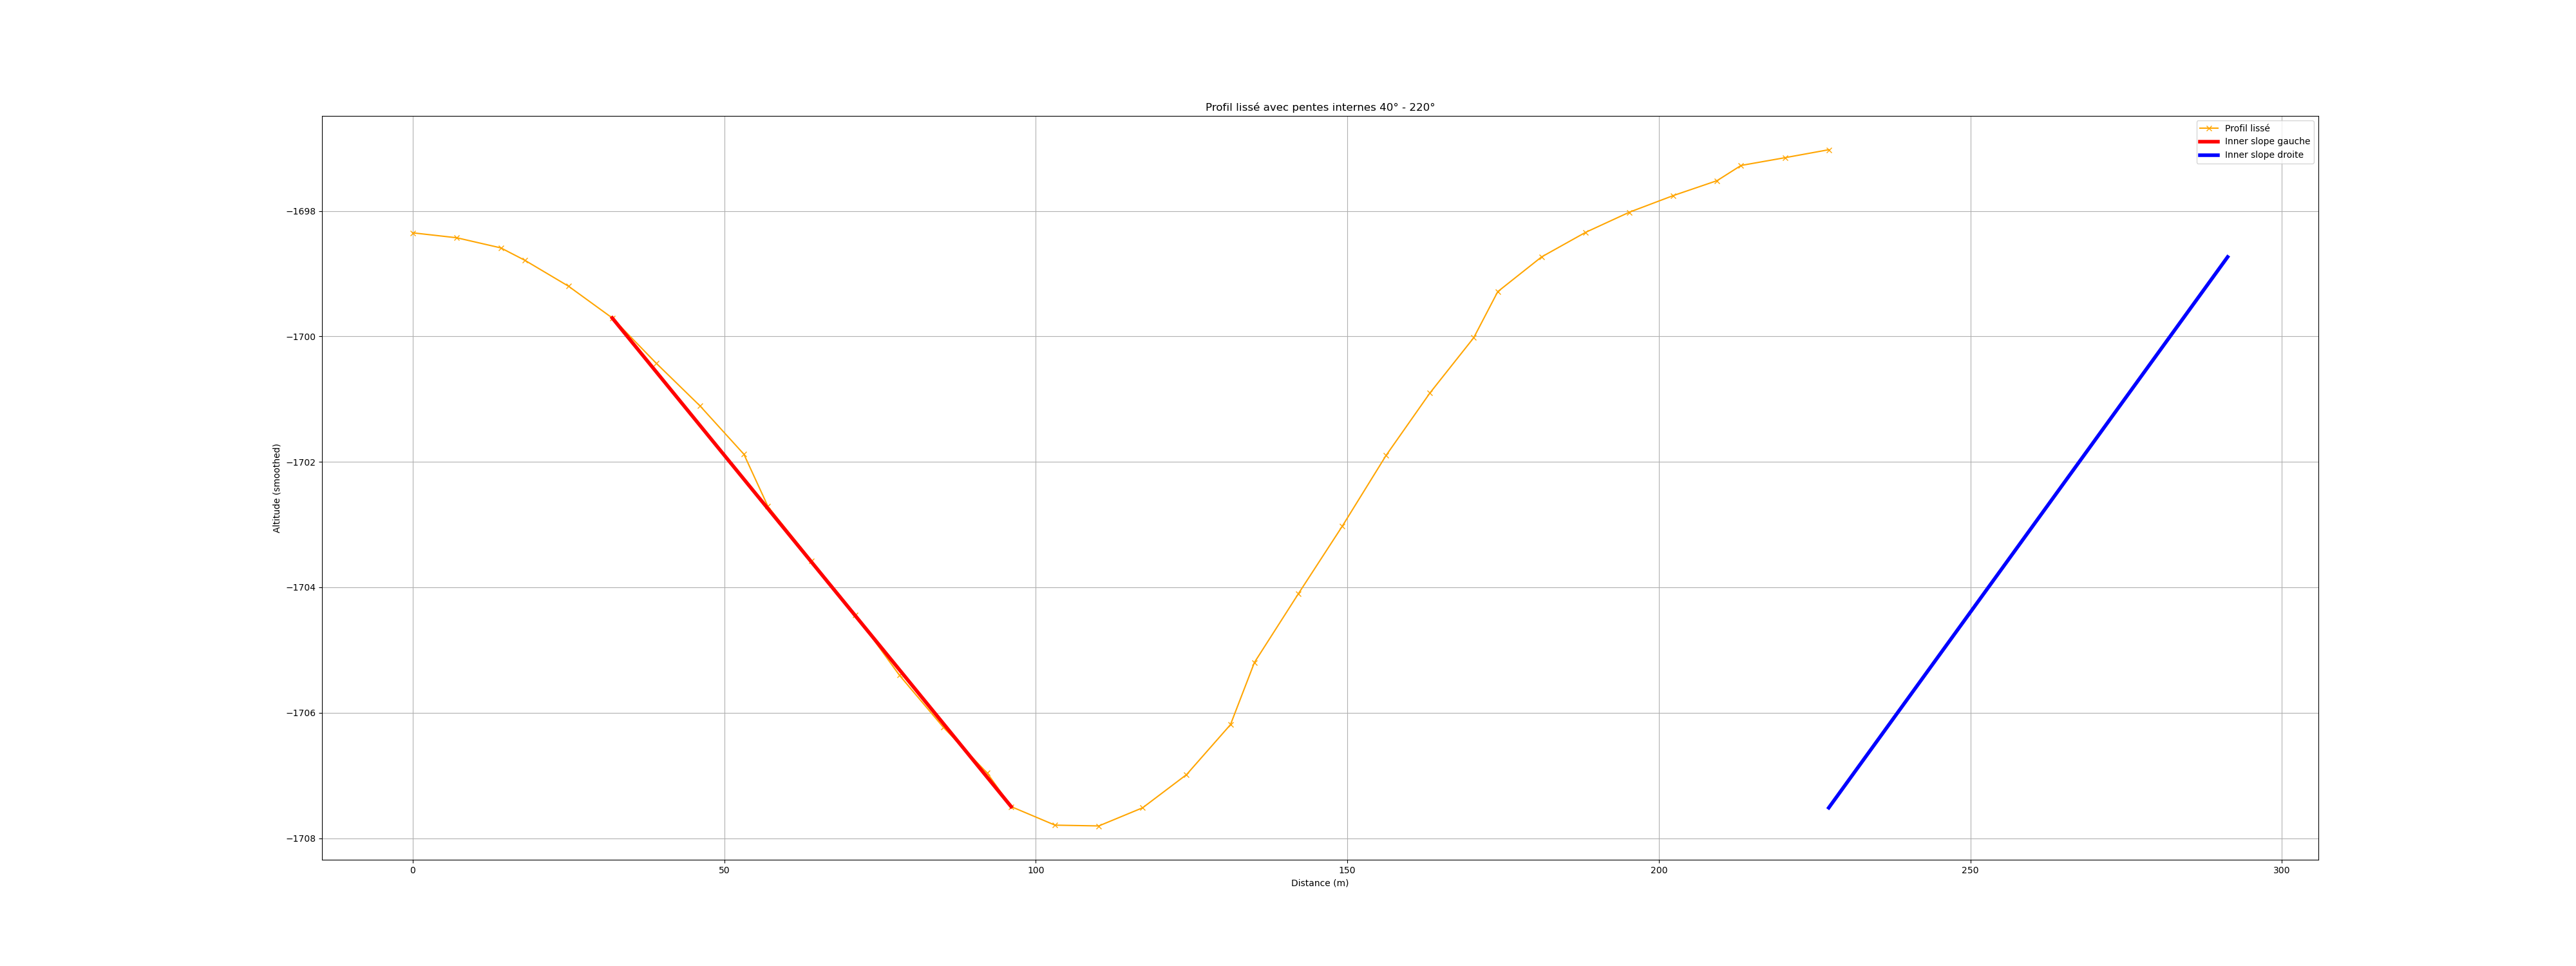 Profil lissé avec pentes internes 40° - 220°
Profil lissé
Inner slope gauche
Inner slope droite
Altitude (smoothed)
−1698
−1700
−1702
−1704
−1706
−1708
0 50 100 150 200 250 300
Distance (m)